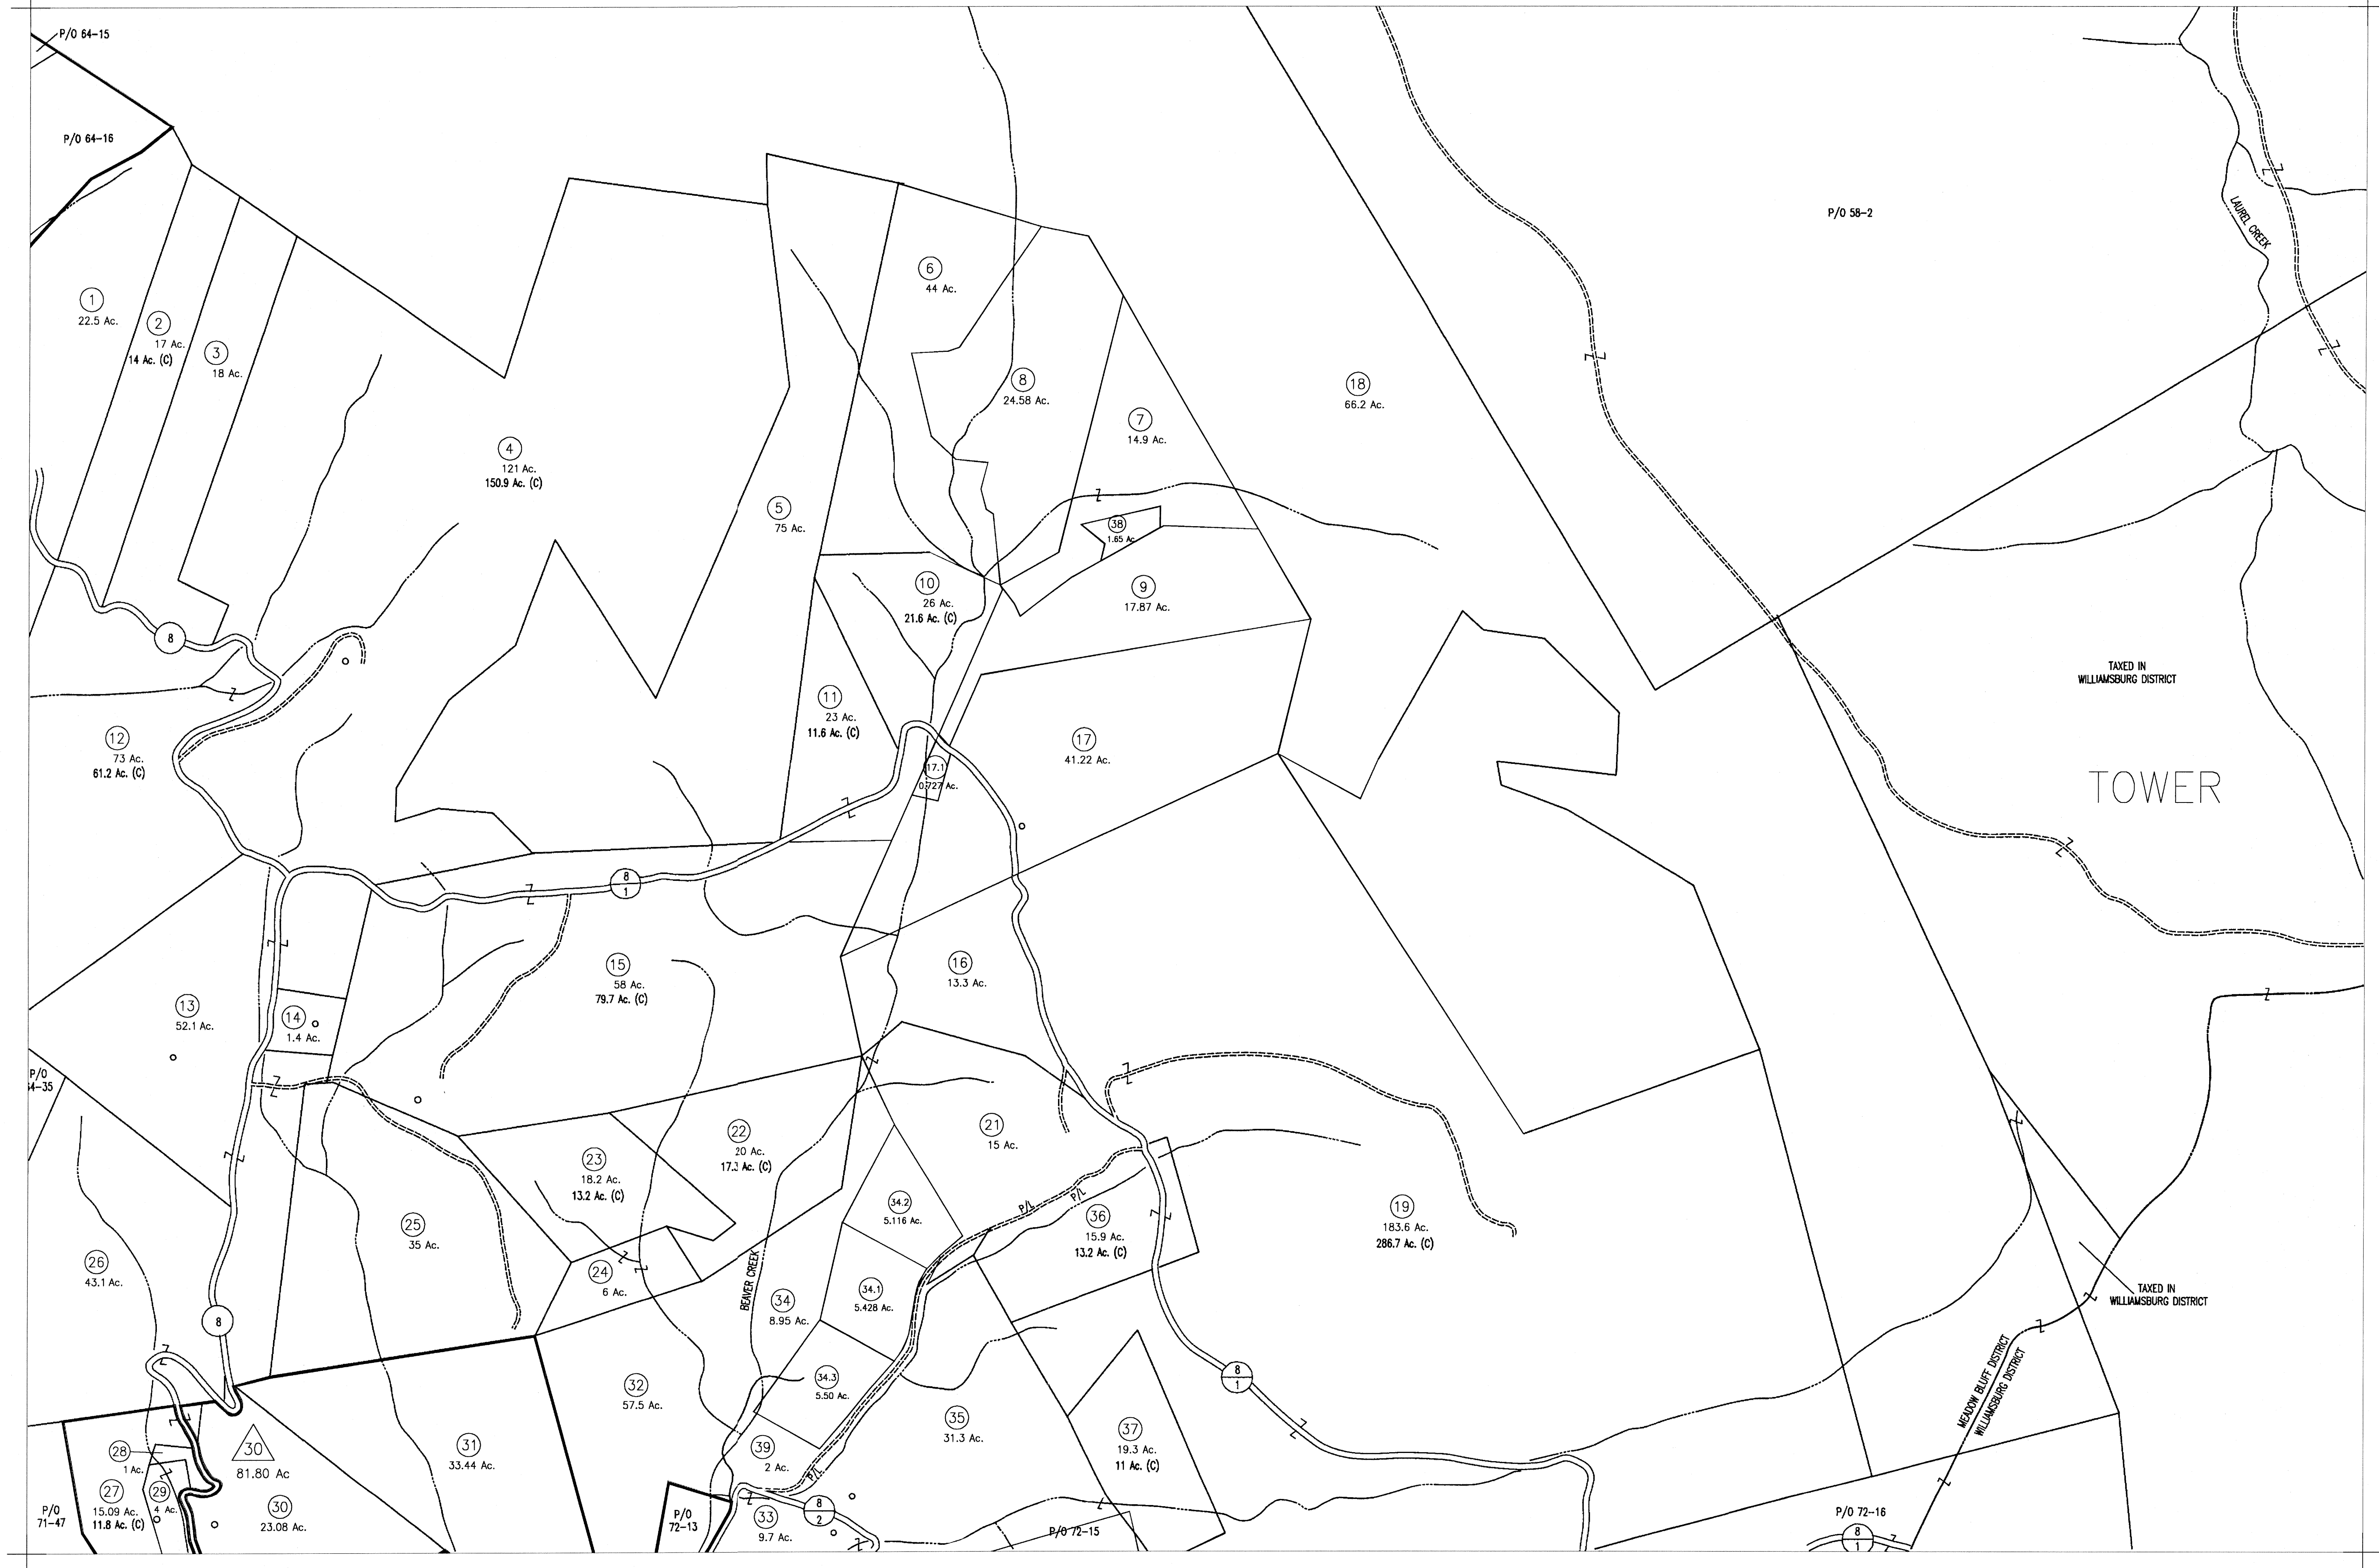 P/O 64-15
P/O 64-16
P/O 58-2
LAUREL CREEK
1
22.5 Ac.
2
17 Ac.
14 Ac. (C)
3
18 Ac.
4
121 Ac.
150.9 Ac. (C)
5
75 Ac.
6
44 Ac.
8
24.58 Ac.
7
14.9 Ac.
18
66.2 Ac.
38
1.65 Ac.
9
17.87 Ac.
10
26 Ac.
21.6 Ac. (C)
8
11
23 Ac.
11.6 Ac. (C)
12
73 Ac.
61.2 Ac. (C)
17
41.22 Ac.
17.1
0.727 Ac.
TAXED IN
WILLIAMSBURG DISTRICT
TOWER
8
1
13
52.1 Ac.
14
1.4 Ac.
15
58 Ac.
79.7 Ac. (C)
16
13.3 Ac.
P/O
4-35
21
15 Ac.
22
20 Ac.
Ac. (C)
23
18.2 Ac.
13.2 Ac. (C)
34.2
5.116 Ac.
P/L
P/L
36
15.9 Ac.
13.2 Ac. (C)
19
183.6 Ac.
286.7 Ac. (C)
25
35 Ac.
26
43.1 Ac.
24
6 Ac.
BEAVER CREEK
34
8.95 Ac.
34.1
5.428 Ac.
TAXED IN
WILLIAMSBURG DISTRICT
8
34.3
5.50 Ac.
32
57.5 Ac.
8
1
MEADOW BLUFF DISTRICT
WILLIAMSBURG DISTRICT
35
31.3 Ac.
37
19.3 Ac.
11 Ac. (C)
39
2 Ac.
P/L
31
33.44 Ac.
28
1 Ac.
30
81.80 Ac
27
15.09 Ac.
11.8 Ac. (C)
29
4 Ac.
30
23.08 Ac.
P/O
71-47
P/O
72-13
33
9.7 Ac.
8
2
P/O 72-15
P/O 72-16
8
1